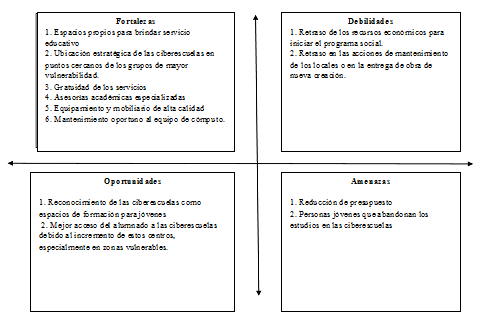 Fortalezas
1. Espacios propios para brindar servicio
educativo
2. Ubicación estratégica de las ciberescuelas en
puntos cercanos de los grupos de mayor
vulnerabilidad.
3. Gratuidad de los servicios
4. Asesorías académicas especializadas
5. Equipamiento y mobiliario de alta calidad
6. Mantenimiento oportuno al equipo de cómputo.
Debilidades
1. Retraso de los recursos económicos para
iniciar el programa social.
2. Retraso en las acciones de mantenimiento
de los locales o en la entrega de obra de
nueva creación.
Oportunidades
1. Reconocimiento de las ciberescuelas como
espacios de formación para jóvenes
2. Mejor acceso del alumnado a las ciberescuelas
debido al incremento de estos centros,
especialmente en zonas vulnerables.
Amenazas
1. Reducción de presupuesto
2. Personas jóvenes que abandonan los
estudios en las ciberescuelas